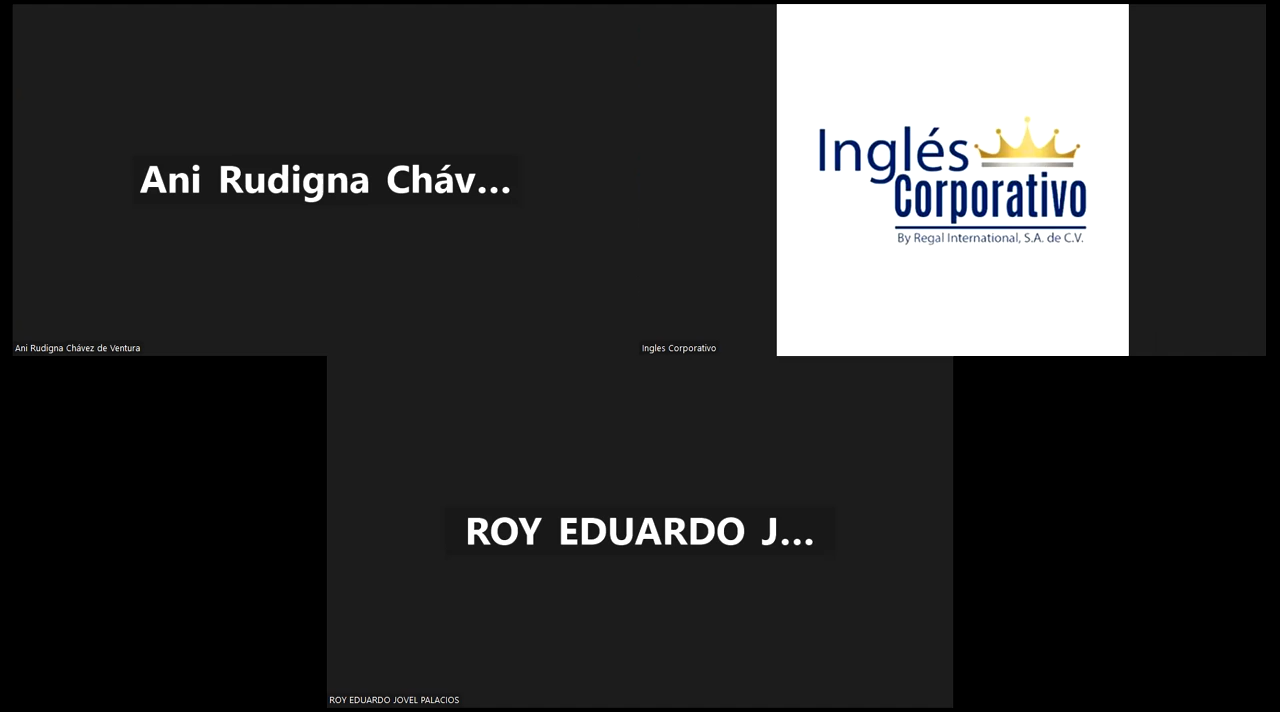 Ani Rudigna Cháv...
Ani Rudigna Chávez de Ventura
Inglés
Corporativo
By Regal International, S.A. de C.V.
Ingles Corporativo
ROY EDUARDO J...
ROY EDUARDO JOVEL PALACIOS